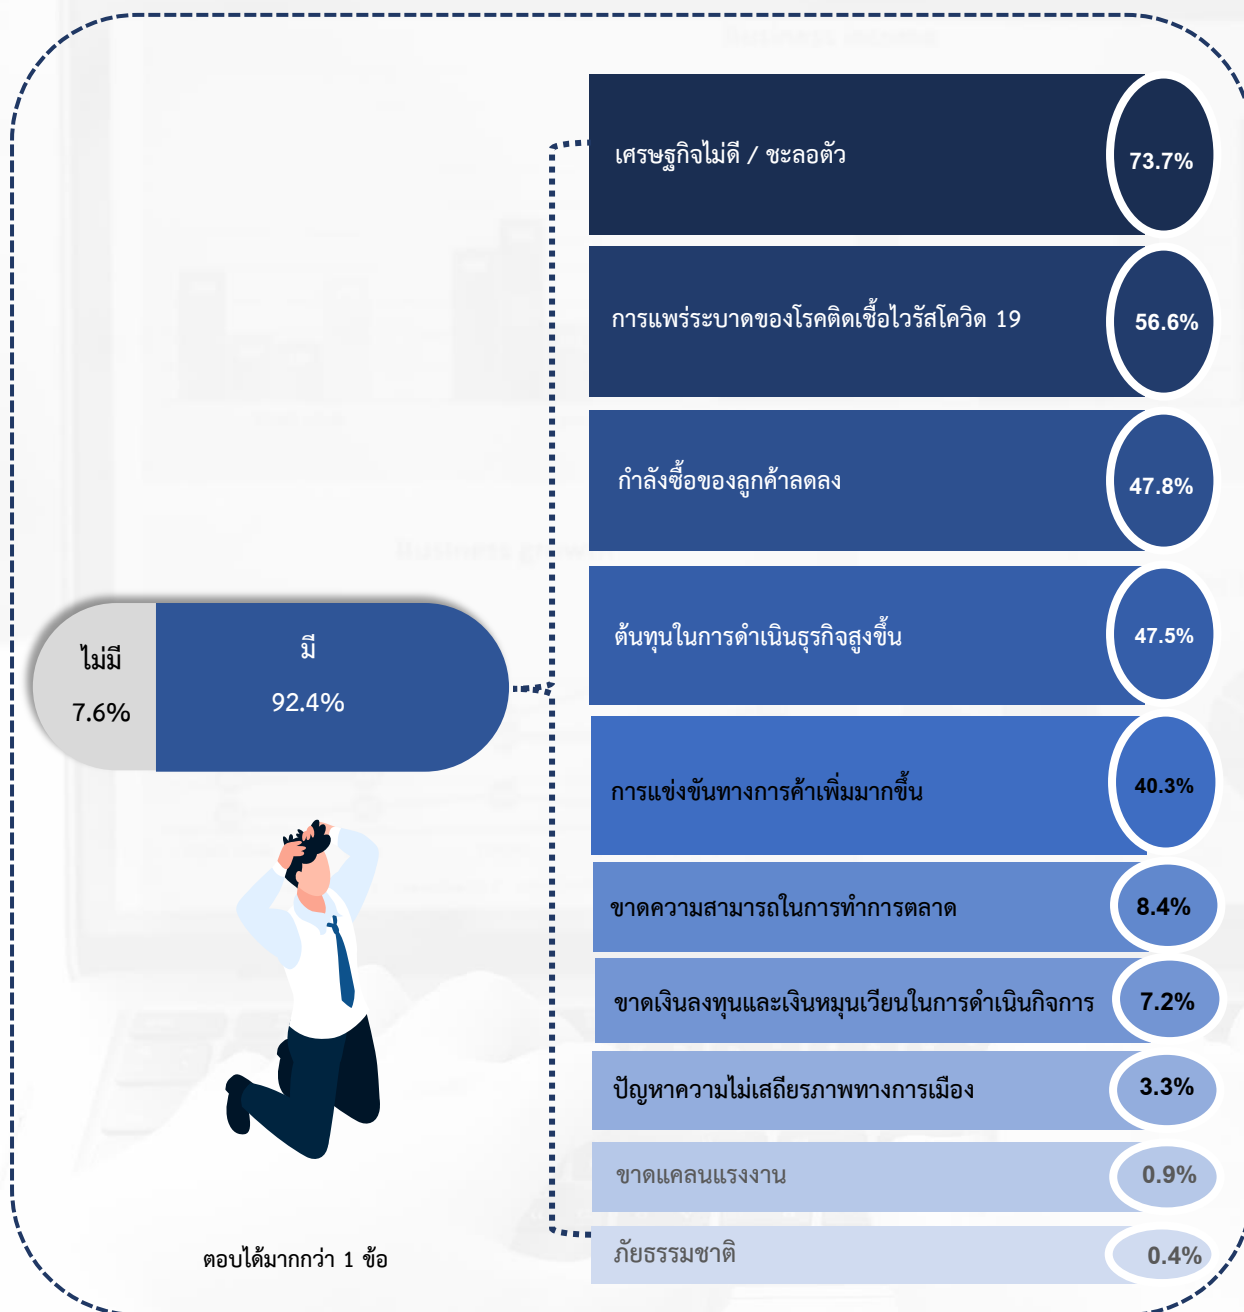 เศรษฐกิจไม่ดี / ชะลอตัว
73.7%
การแพร่ระบาดของโรคติดเชื้อไวรัสโควิด 19
56.6%
กำลังซื้อของลูกค้าลดลง
47.8%
ต้นทุนในการดำเนินธุรกิจสูงขึ้น
47.5%
ไม่มี
7.6%
มี
92.4%
การแข่งขันทางการค้าเพิ่มมากขึ้น
40.3%
ขาดความสามารถในการทำการตลาด
8.4%
ขาดเงินลงทุนและเงินหมุนเวียนในการดำเนินกิจการ
7.2%
ปัญหาความไม่เสถียรภาพทางการเมือง
3.3%
ขาดแคลนแรงงาน
0.9%
ภัยธรรมชาติ
0.4%
ตอบได้มากกว่า 1 ข้อ